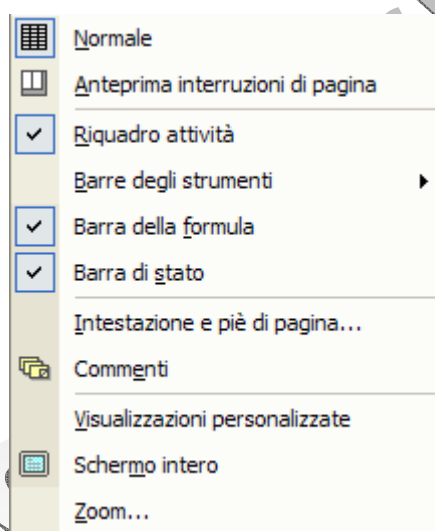 Normale
Anteprima interruzioni di pagina
Riquadro attività
Barre degli strumenti
Barra della formula
Barra di stato
Intestazione e piè di pagina...
Commenti
Visualizzazioni personalizzate
Schermo intero
Zoom...